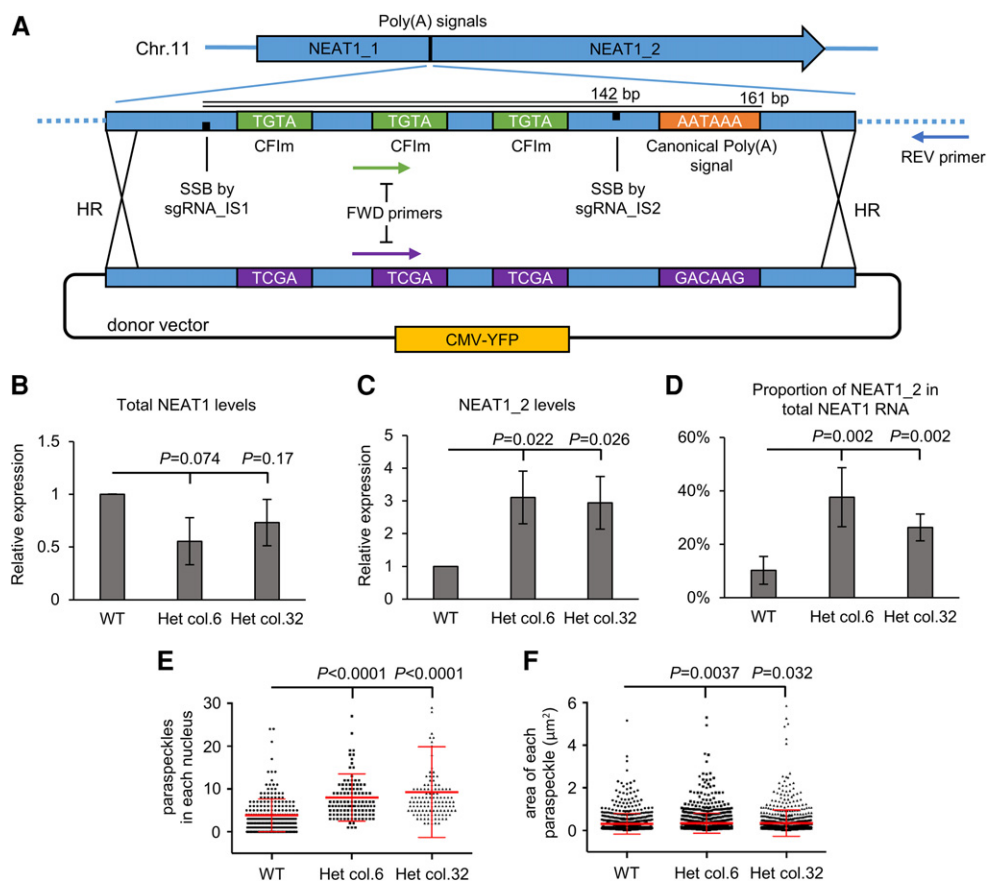 A
Poly(A) signals
Chr.11
NEAT1_1
NEAT1_2
142 bp
161 bp
TGTA
TGTA
TGTA
AATAAA
CFIm
CFIm
CFIm
Canonical Poly(A)
signal
REV primer
SSB by
sgRNA_IS1
SSB by
sgRNA_IS2
HR
FWD primers
HR
TCGA
TCGA
TCGA
GACAAG
donor vector
CMV-YFP
B
Total NEAT1 levels
Relative expression
1.5
1
0.5
0
P=0.074
P=0.17
WT
Het col.6
Het col.32
C
NEAT1_2 levels
Relative expression
5
4
3
2
1
0
P=0.022
P=0.026
WT
Het col.6
Het col.32
D
Proportion of NEAT1_2 in
total NEAT1 RNA
60%
40%
20%
0%
P=0.002
P=0.002
WT
Het col.6
Het col.32
E
paraspeckles
in each nucleus
30
20
10
0
P<0.0001
P<0.0001
WT
Het col.6
Het col.32
F
area of each
paraspeckle (μm²)
6
4
2
0
P=0.0037
P=0.032
WT
Het col.6
Het col.32